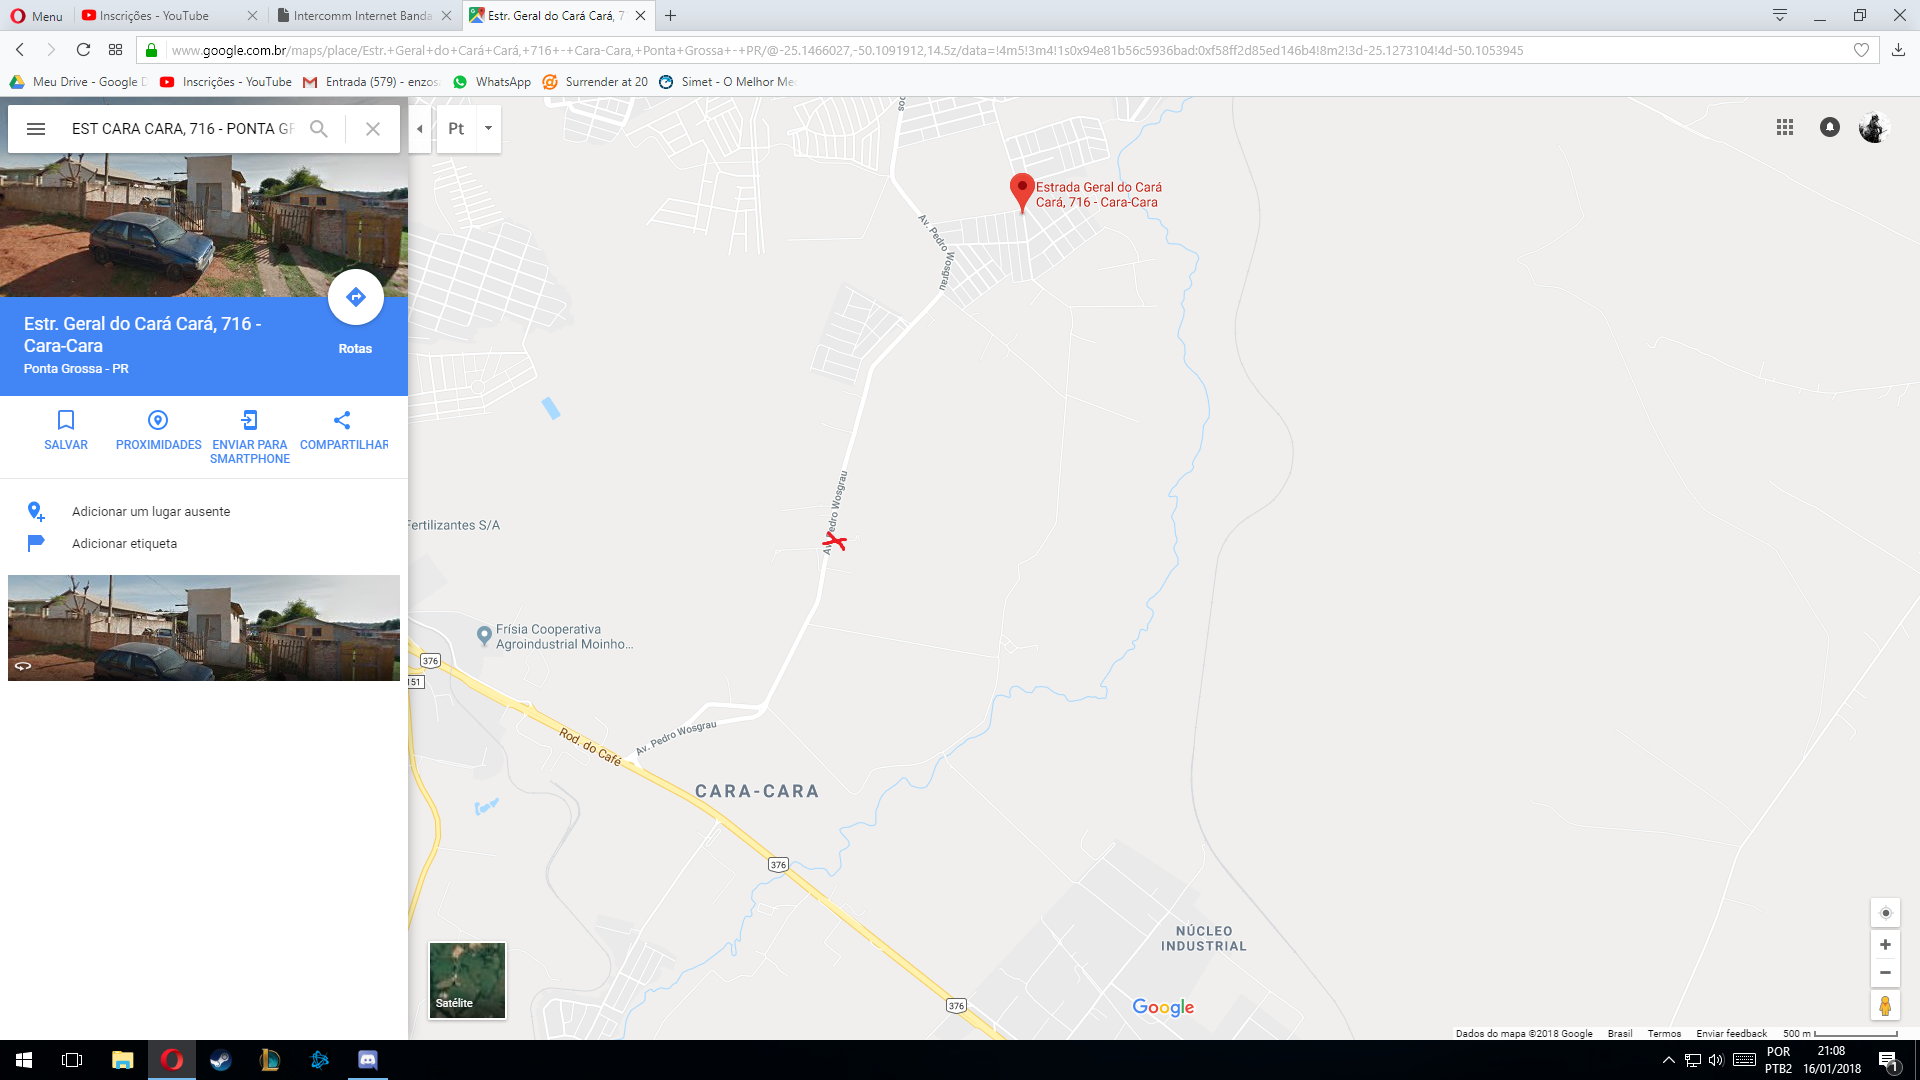 Menu
Inscrições - YouTube
Intercomm Internet Banda
Estr. Geral do Cará Cará, 7
www.google.com.br/maps/place/Estr.+Geral+do+Cará+Cará,+716+-+Cara-Cara,+Ponta+Grossa+-+PR/@-25.1466027,-50.1091912,14.5z/data=!4m5!3m4!1s0x94e81b56c5936bad:0xf58ff2d85ed146b4!8m2!3d-25.1273104!4d-50.1053945
Meu Drive - Google D
Inscrições - YouTube
Entrada (579) - enzos
WhatsApp
Surrender at 20
Simet - O Melhor Me
EST CARA CARA, 716 - PONTA GR
Pt
Estr. Geral do Cará Cará, 716 -
Cara-Cara
Ponta Grossa - PR
Rotas
SALVAR
PROXIMIDADES
ENVIAR PARA
SMARTPHONE
COMPARTILHAR
Adicionar um lugar ausente
Adicionar etiqueta
Estrada Geral do Cará
Cará, 716 - Cara-Cara
Av. Pedro Wosgrau
Av. Pedro Wosgrau
Fertilizantes S/A
Frísia Cooperativa
Agroindustrial Moinho...
376
151
Av. Pedro Wosgrau
Rod. do Café
CARA-CARA
376
NÚCLEO
INDUSTRIAL
376
Satélite
Google
Dados do mapa ©2018 Google
Brasil
Termos
Enviar feedback
500 m
POR
PTB2
21:08
16/01/2018
1